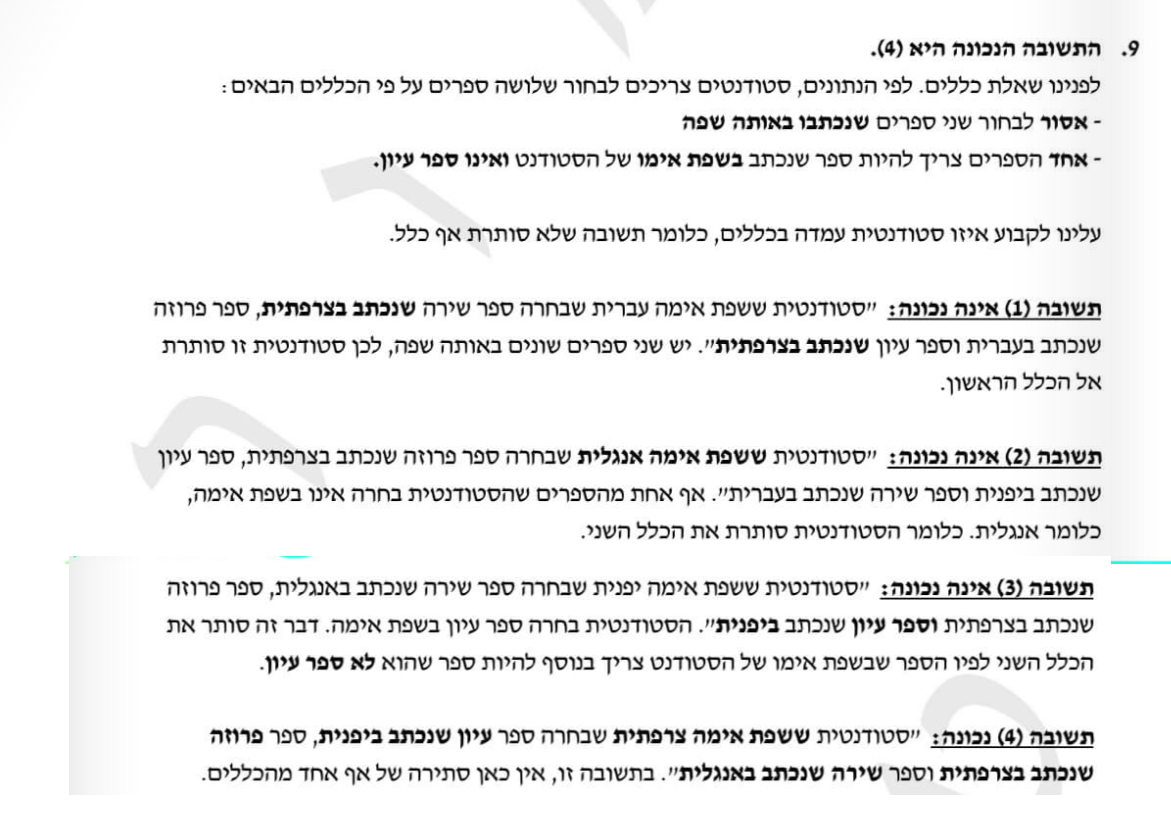 9. התשובה הנכונה היא (4).
לפנינו שאלת כללים. לפי הנתונים, סטודנטים צריכים לבחור שלושה ספרים על פי הכללים הבאים:
- אסור לבחור שני ספרים שנכתבו באותה שפה
- אחד הספרים צריך להיות ספר שנכתב בשפת אימו של הסטודנט ואינו ספר עיון.
עלינו לקבוע איזו סטודנטית עמדה בכללים, כלומר תשובה שלא סותרת אף כלל.
תשובה (1) אינה נכונה: "סטודנטית ששפת אימה עברית שבחרה ספר שירה שנכתב בצרפתית, ספר פרוזה
שנכתב בעברית וספר עיון שנכתב בצרפתית". יש שני ספרים שונים באותה שפה, לכן סטודנטית זו סותרת
אל הכלל הראשון.
תשובה (2) אינה נכונה: "סטודנטית ששפת אימה אנגלית שבחרה ספר פרוזה שנכתב בצרפתית, ספר עיון
שנכתב ביפנית וספר שירה שנכתב בעברית". אף אחת מהספרים שהסטודנטית בחרה אינו בשפת אימה,
כלומר אנגלית. כלומר הסטודנטית סותרת את הכלל השני.
תשובה (3) אינה נכונה: "סטודנטית ששפת אימה יפנית שבחרה ספר שירה שנכתב באנגלית, ספר פרוזה
שנכתב בצרפתית וספר עיון שנכתב ביפנית". הסטודנטית בחרה ספר עיון בשפת אימה. דבר זה סותר את
הכלל השני לפיו הספר שבשפת אימו של הסטודנט צריך בנוסף להיות ספר שהוא לא ספר עיון.
תשובה (4) נכונה: "סטודנטית ששפת אימה צרפתית שבחרה ספר עיון שנכתב ביפנית, ספר פרוזה
שנכתב בצרפתית וספר שירה שנכתב באנגלית". בתשובה זו, אין כאן סתירה של אף אחד מהכללים.